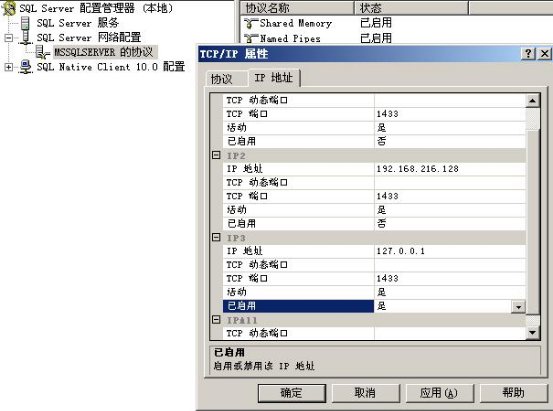 SQL Server 配置管理器 (本地)
SQL Server 服务
SQL Server 网络配置
MSSQLSERVER 的协议
SQL Native Client 10.0 配置
协议名称 状态
Shared Memory 已启用
Named Pipes 已启用
TCP/IP 属性
协议 IP 地址
TCP 动态端口
TCP 端口 1433
活动 是
已启用 否
IP2
IP 地址 192.168.216.128
TCP 动态端口
TCP 端口 1433
活动 是
已启用 否
IP3
IP 地址 127.0.0.1
TCP 动态端口
TCP 端口 1433
活动 是
已启用 是
IPAll
TCP 动态端口
已启用
启用或禁用该 IP 地址
确定 取消 应用(A) 帮助